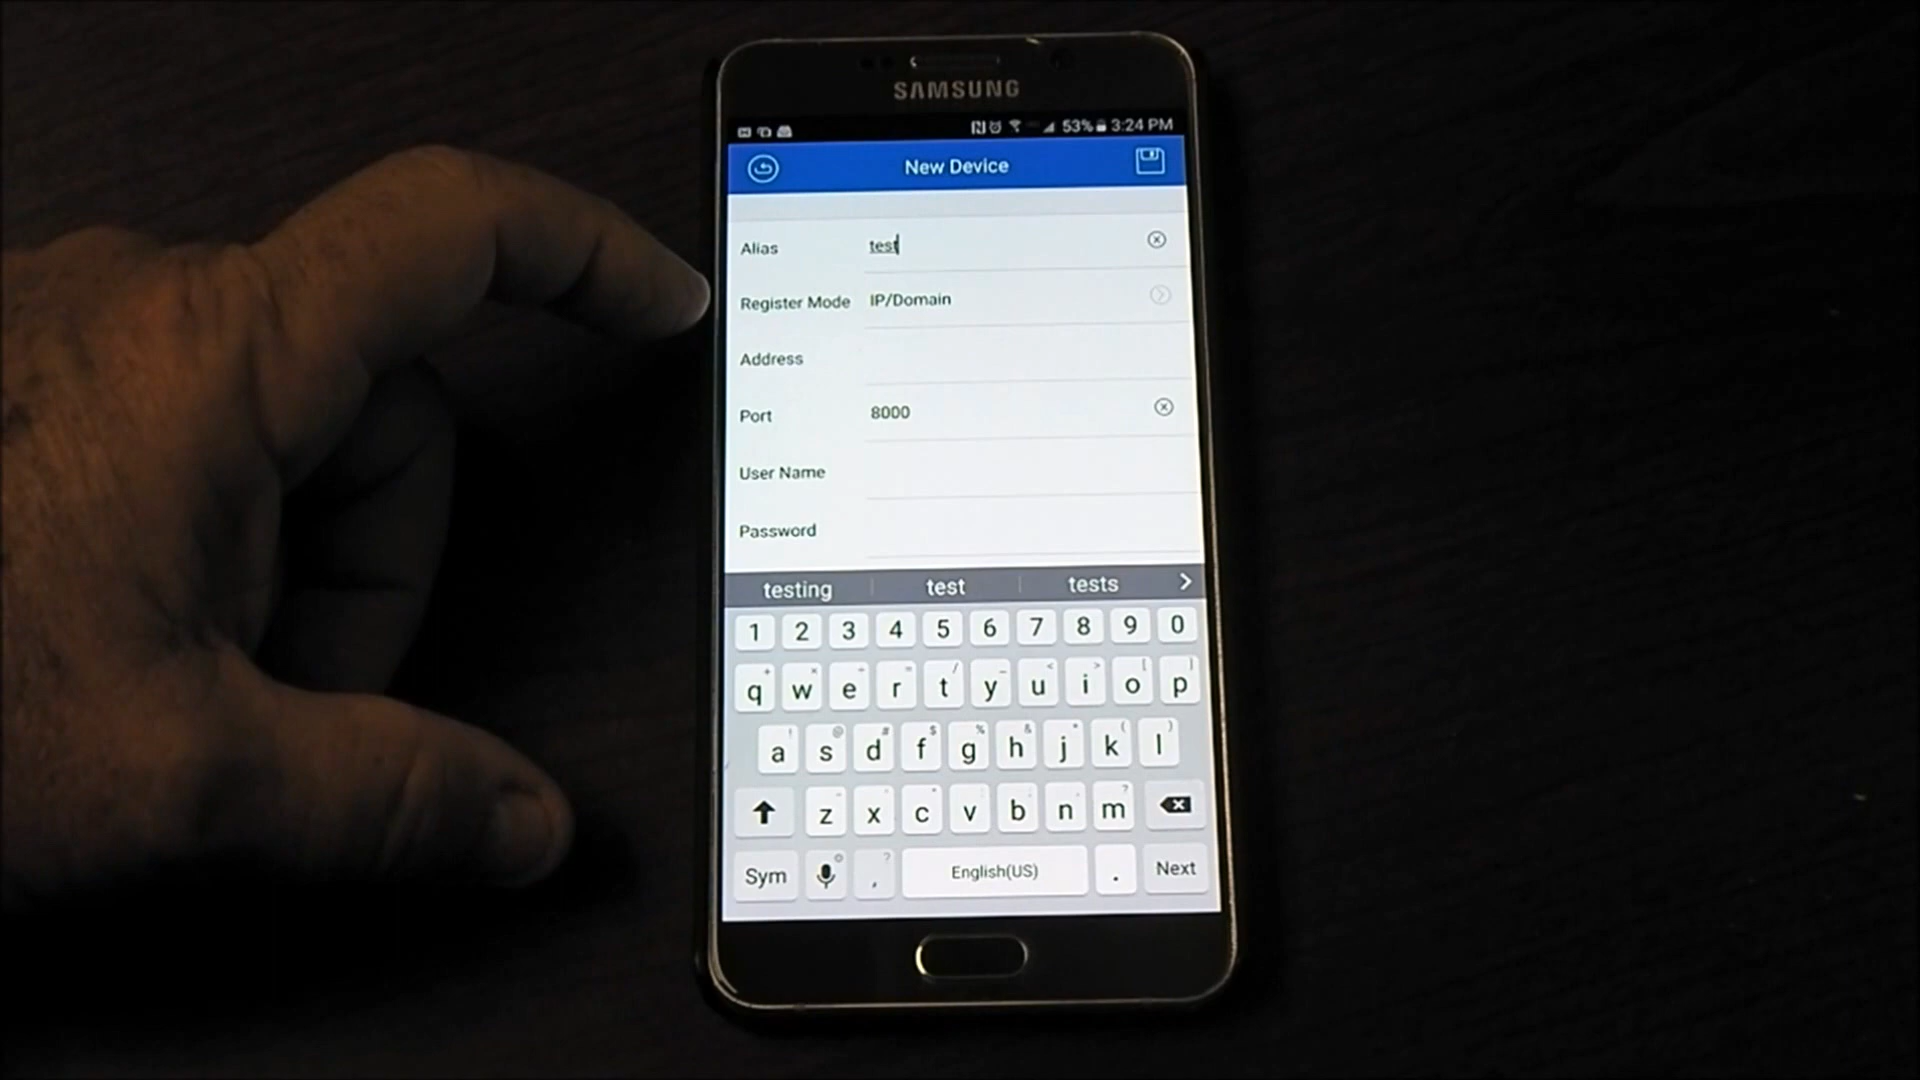 SAMSUNG
53% 3:24 PM
New Device
Alias test
Register Mode IP/Domain
Address
Port 8000
User Name
Password
testing test tests
1 2 3 4 5 6 7 8 9 0
q w e r t y u i o p
a s d f g h j k l
z x c v b n m
Sym , English(US) . Next